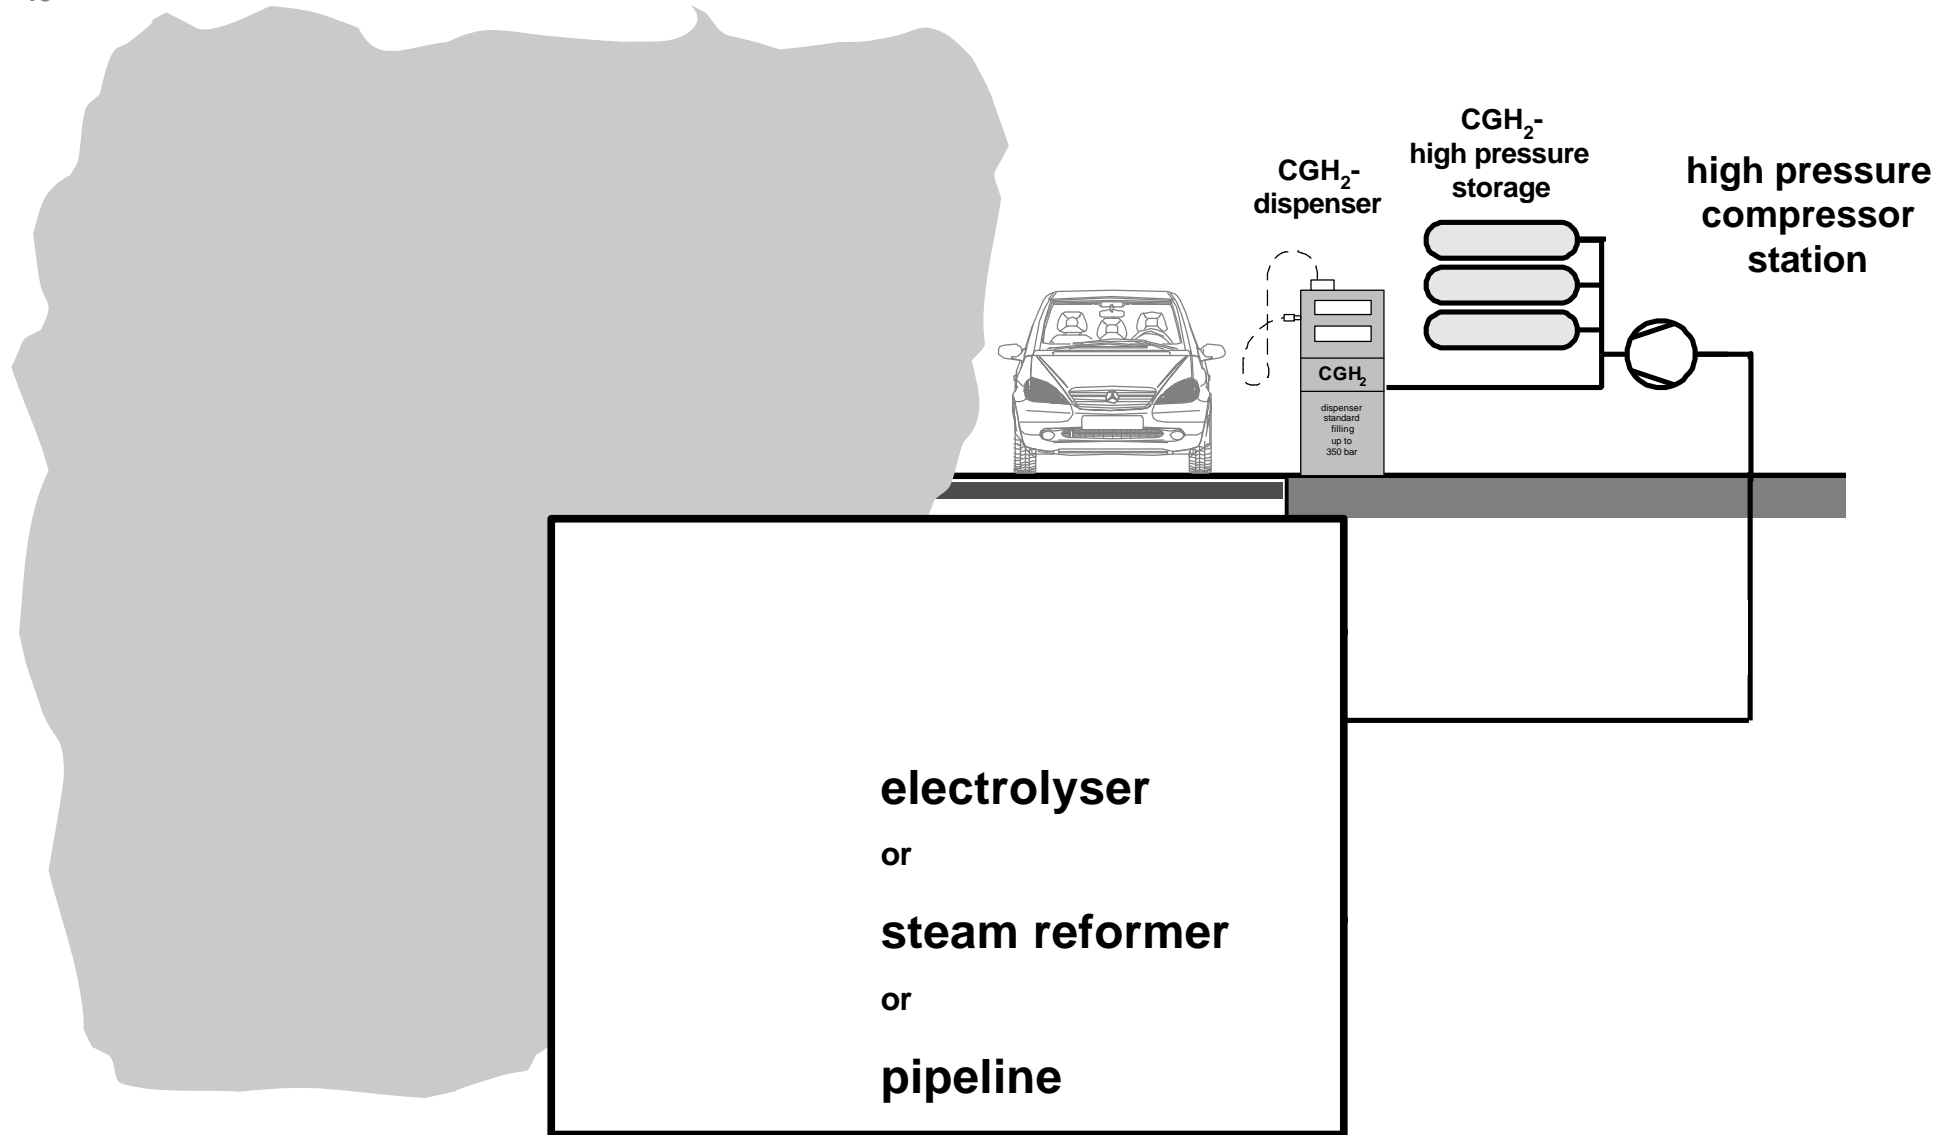 CGH₂-
high pressure
storage
CGH₂-
dispenser
high pressure
compressor
station
CGH₂
dispenser
standard
filling
up to
350 bar
electrolyser
or
steam reformer
or
pipeline